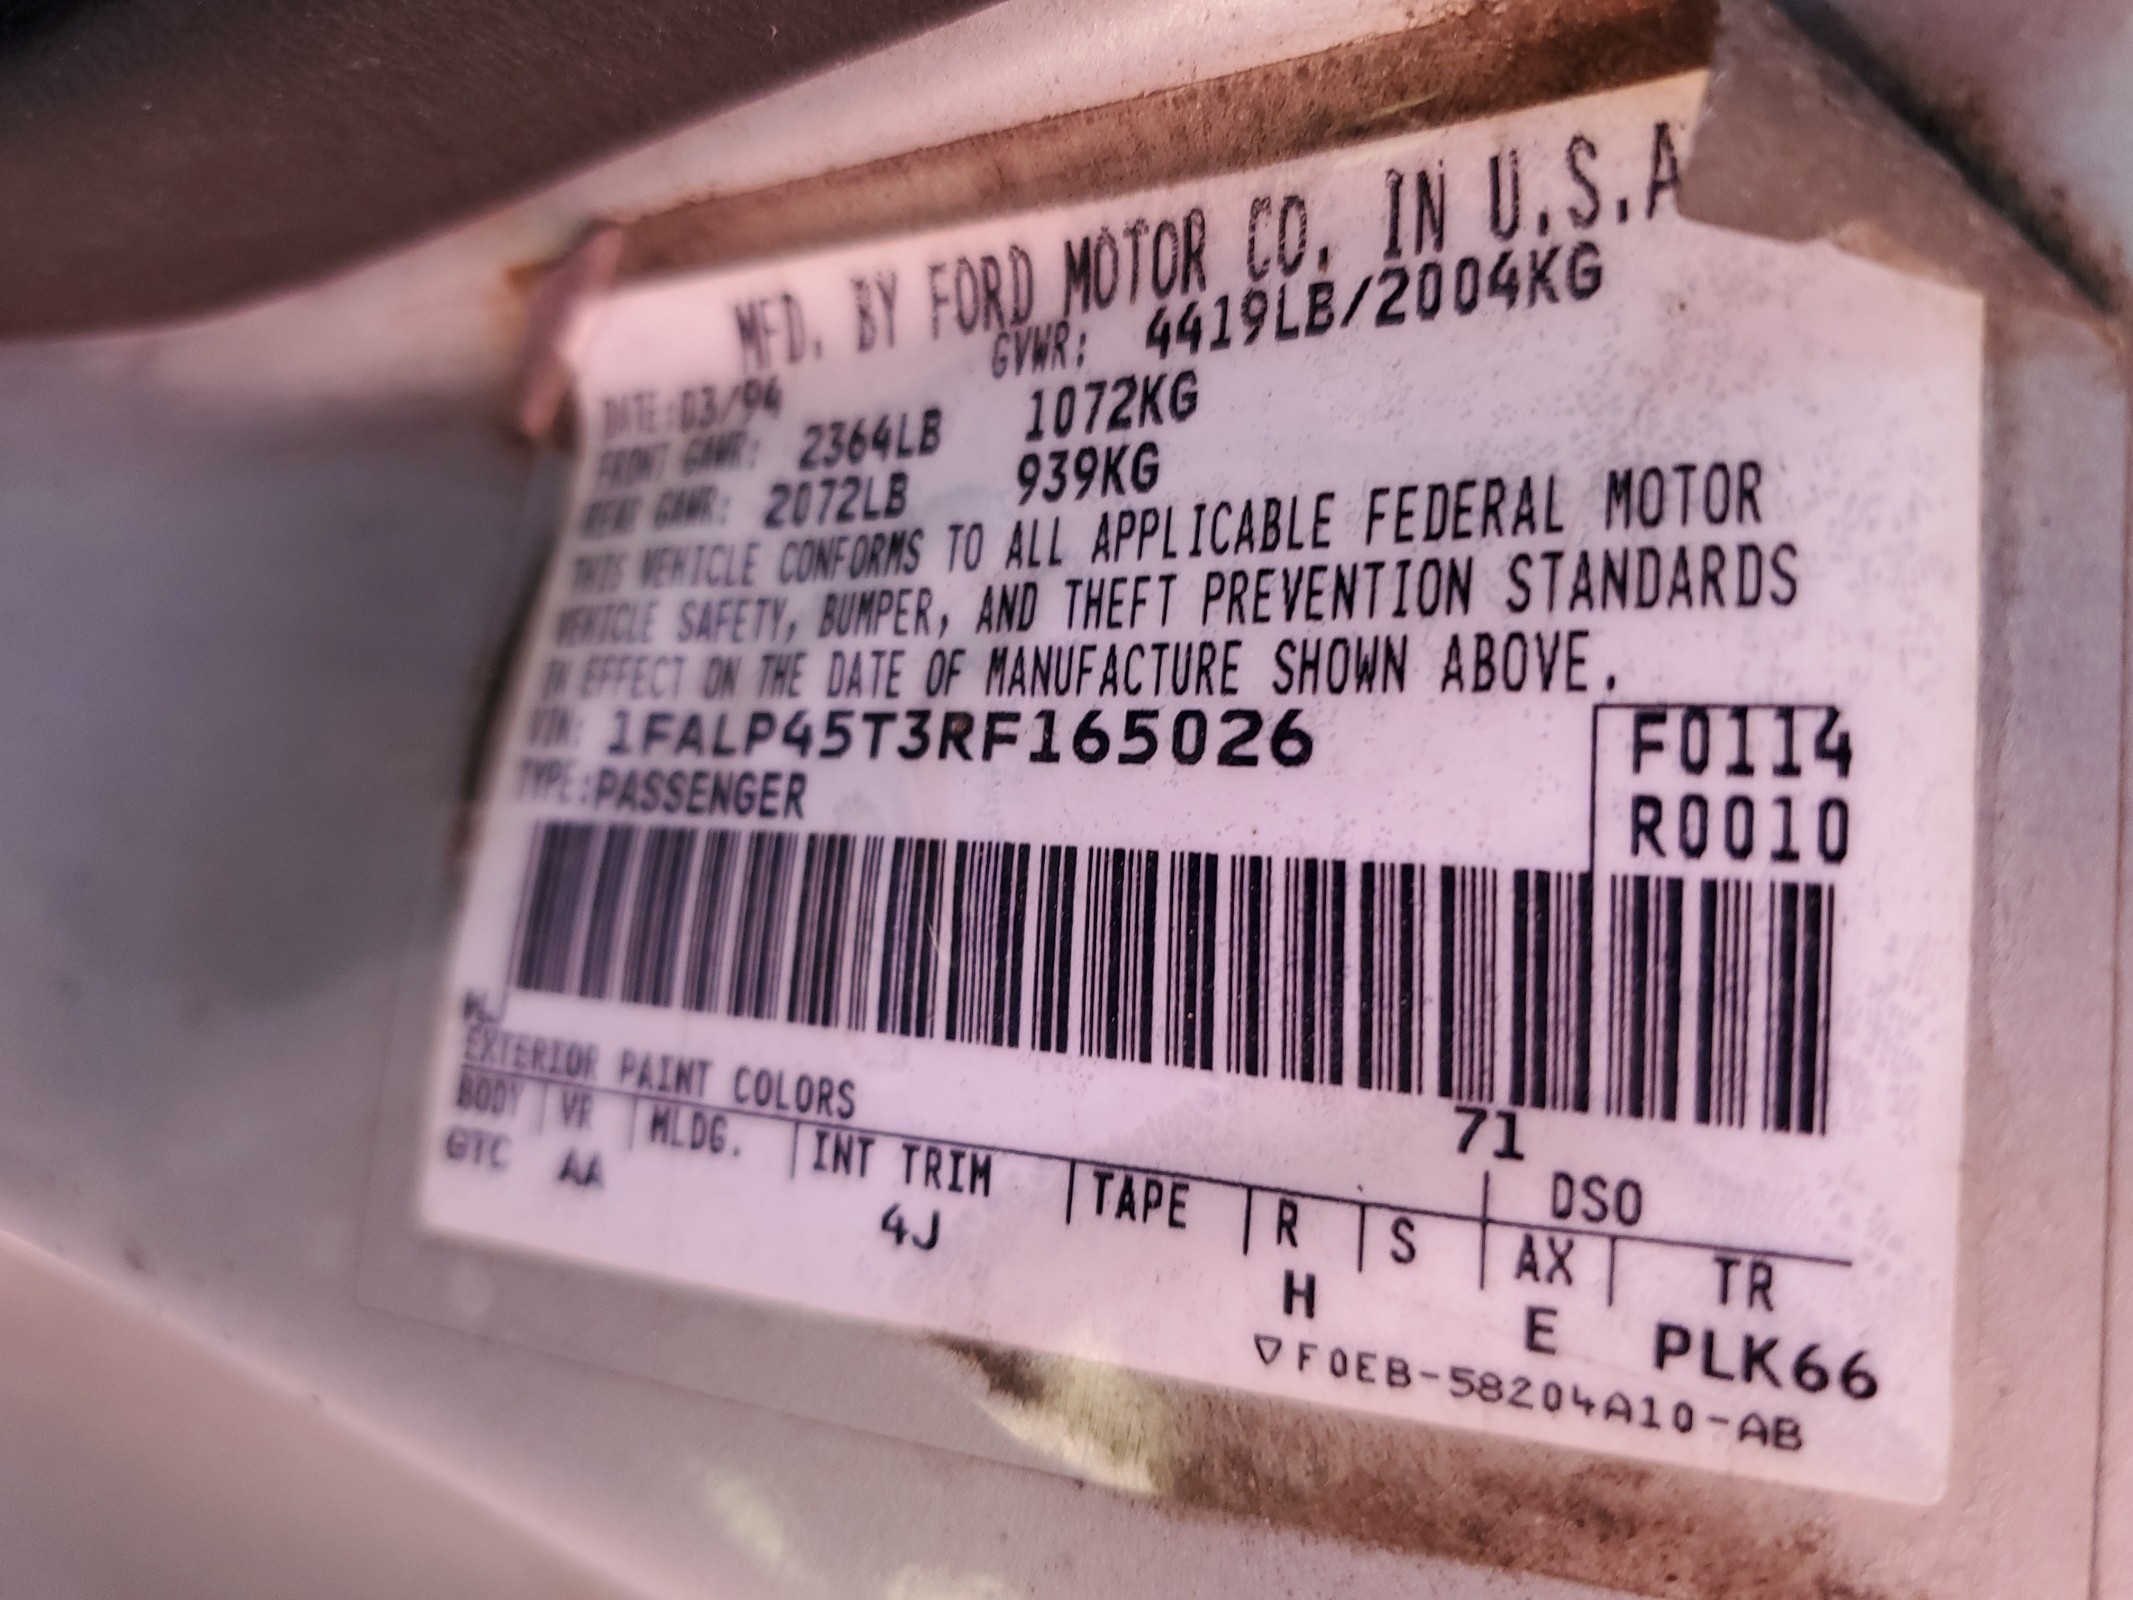 MFD. BY FORD MOTOR CO. IN U.S.A
DATE:03/94 GVWR: 4419LB/2004KG
FRONT GAWR: 2364LB 1072KG
REAR GAWR: 2072LB 939KG
THIS VEHICLE CONFORMS TO ALL APPLICABLE FEDERAL MOTOR
VEHICLE SAFETY, BUMPER, AND THEFT PREVENTION STANDARDS
IN EFFECT ON THE DATE OF MANUFACTURE SHOWN ABOVE.
VIN: 1FALP45T3RF165026 F0114
TYPE:PASSENGER R0010
EXTERIOR PAINT COLORS 71 DSO
BODY VR MLDG. INT TRIM TAPE R S AX TR
AA 4J H E PLK66
▽F0EB-58204A10-AB